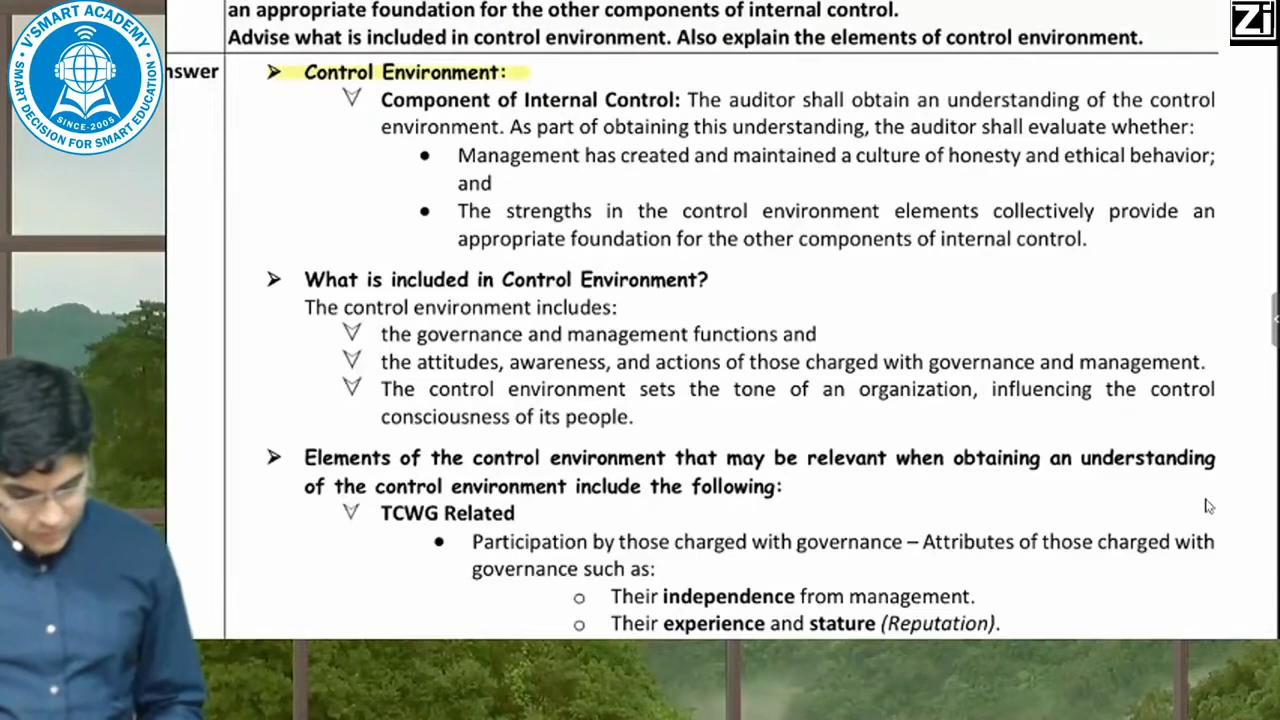 an appropriate foundation for the other components of internal control.
Advise what is included in control environment. Also explain the elements of control environment.
V'SMART ACADEMY
SMART DECISION FOR SMART EDUCATION
SINCE-2005
Zi
nswer
➤ Control Environment:
Component of Internal Control: The auditor shall obtain an understanding of the control
environment. As part of obtaining this understanding, the auditor shall evaluate whether:
• Management has created and maintained a culture of honesty and ethical behavior;
and
• The strengths in the control environment elements collectively provide an
appropriate foundation for the other components of internal control.
➤ What is included in Control Environment?
The control environment includes:
the governance and management functions and
the attitudes, awareness, and actions of those charged with governance and management.
The control environment sets the tone of an organization, influencing the control
consciousness of its people.
➤ Elements of the control environment that may be relevant when obtaining an understanding
of the control environment include the following:
TCWG Related
• Participation by those charged with governance – Attributes of those charged with
governance such as:
o Their independence from management.
o Their experience and stature (Reputation).